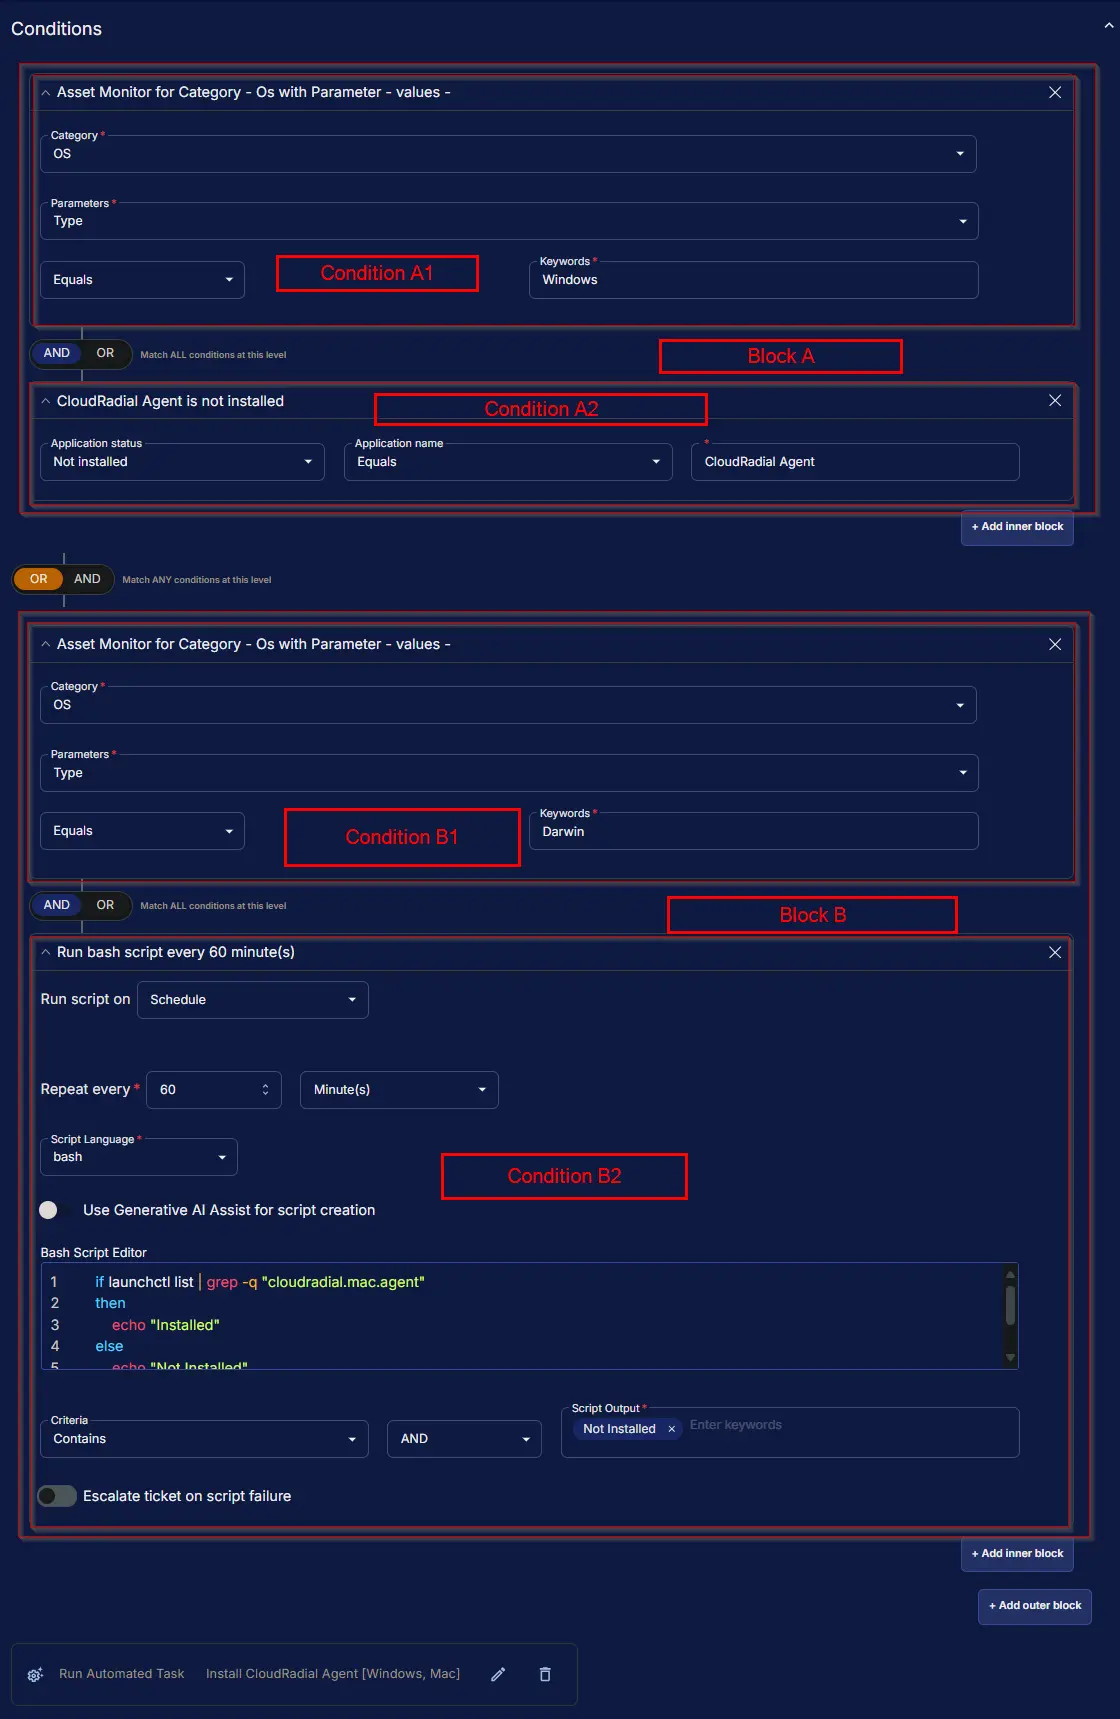 Conditions
Asset Monitor for Category - Os with Parameter - values -
Category *
OS
Parameters *
Type
Equals
Condition A1
Keywords *
Windows
AND OR Match ALL conditions at this level
Block A
CloudRadial Agent is not installed
Condition A2
Application status
Not installed
Application name
Equals
*
CloudRadial Agent
+ Add inner block
OR AND Match ANY conditions at this level
Asset Monitor for Category - Os with Parameter - values -
Category *
OS
Parameters *
Type
Equals
Condition B1
Keywords *
Darwin
AND OR Match ALL conditions at this level
Block B
Run bash script every 60 minute(s)
Run script on Schedule
Repeat every * 60 Minute(s)
Script Language *
bash
Condition B2
Use Generative AI Assist for script creation
Bash Script Editor
1 if launchctl list | grep -q "cloudradial.mac.agent"
2 then
3 echo "Installed"
4 else
5 echo "Not Installed"
Criteria
Contains
AND
Script Output *
Not Installed × Enter keywords
Escalate ticket on script failure
+ Add inner block
+ Add outer block
Run Automated Task Install CloudRadial Agent [Windows, Mac]